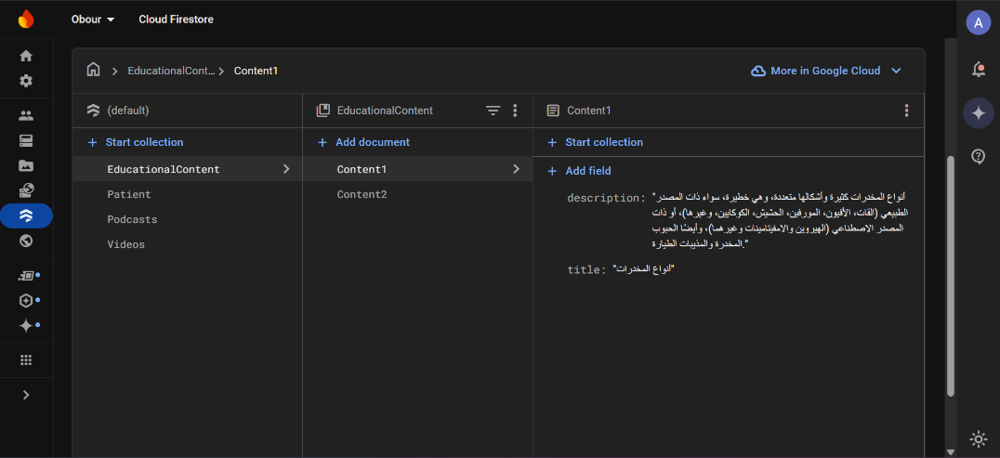 Obour
Cloud Firestore
A
EducationalCont...
Content1
More in Google Cloud
(default)
EducationalContent
Content1
Start collection
Add document
Start collection
EducationalContent
Patient
Podcasts
Videos
Content1
Content2
Add field
description: "أنواع المخدرات كثيرة وأشكالها متعددة، وهي خطيرة، سواء ذات المصدر
الطبيعي (القات، الأفيون، المورفين، الحشيش، الكوكايين، وغيرها)، أو ذات
المصدر الاصطناعي (الهيروين والامفيتامينات وغيرهما)، وأيضًا الحبوب
المخدرة والمذيبات الطيارة."
title: "أنواع المخدرات"